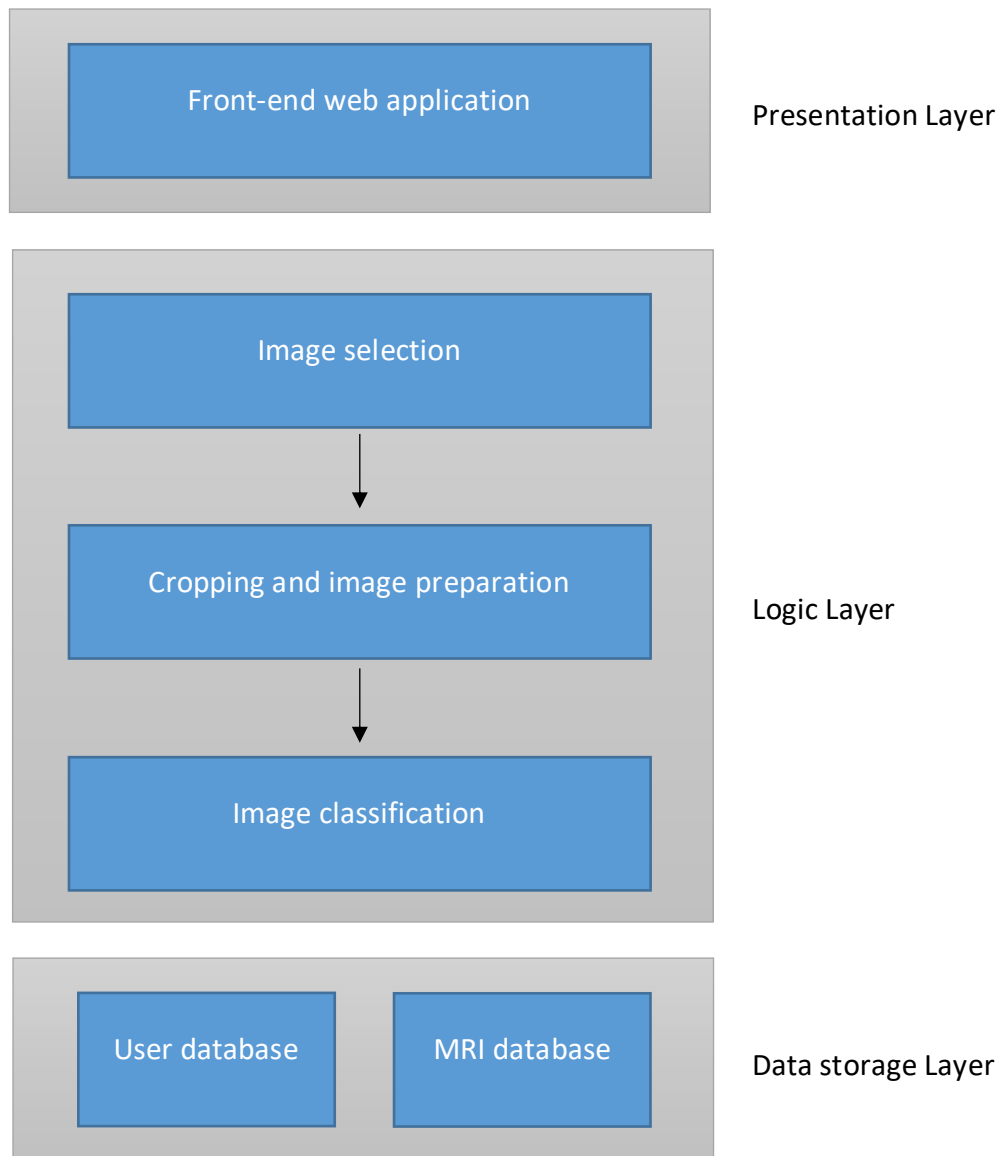 Front-end web application
Presentation Layer
Image selection
Cropping and image preparation
Logic Layer
Image classification
User database
MRI database
Data storage Layer